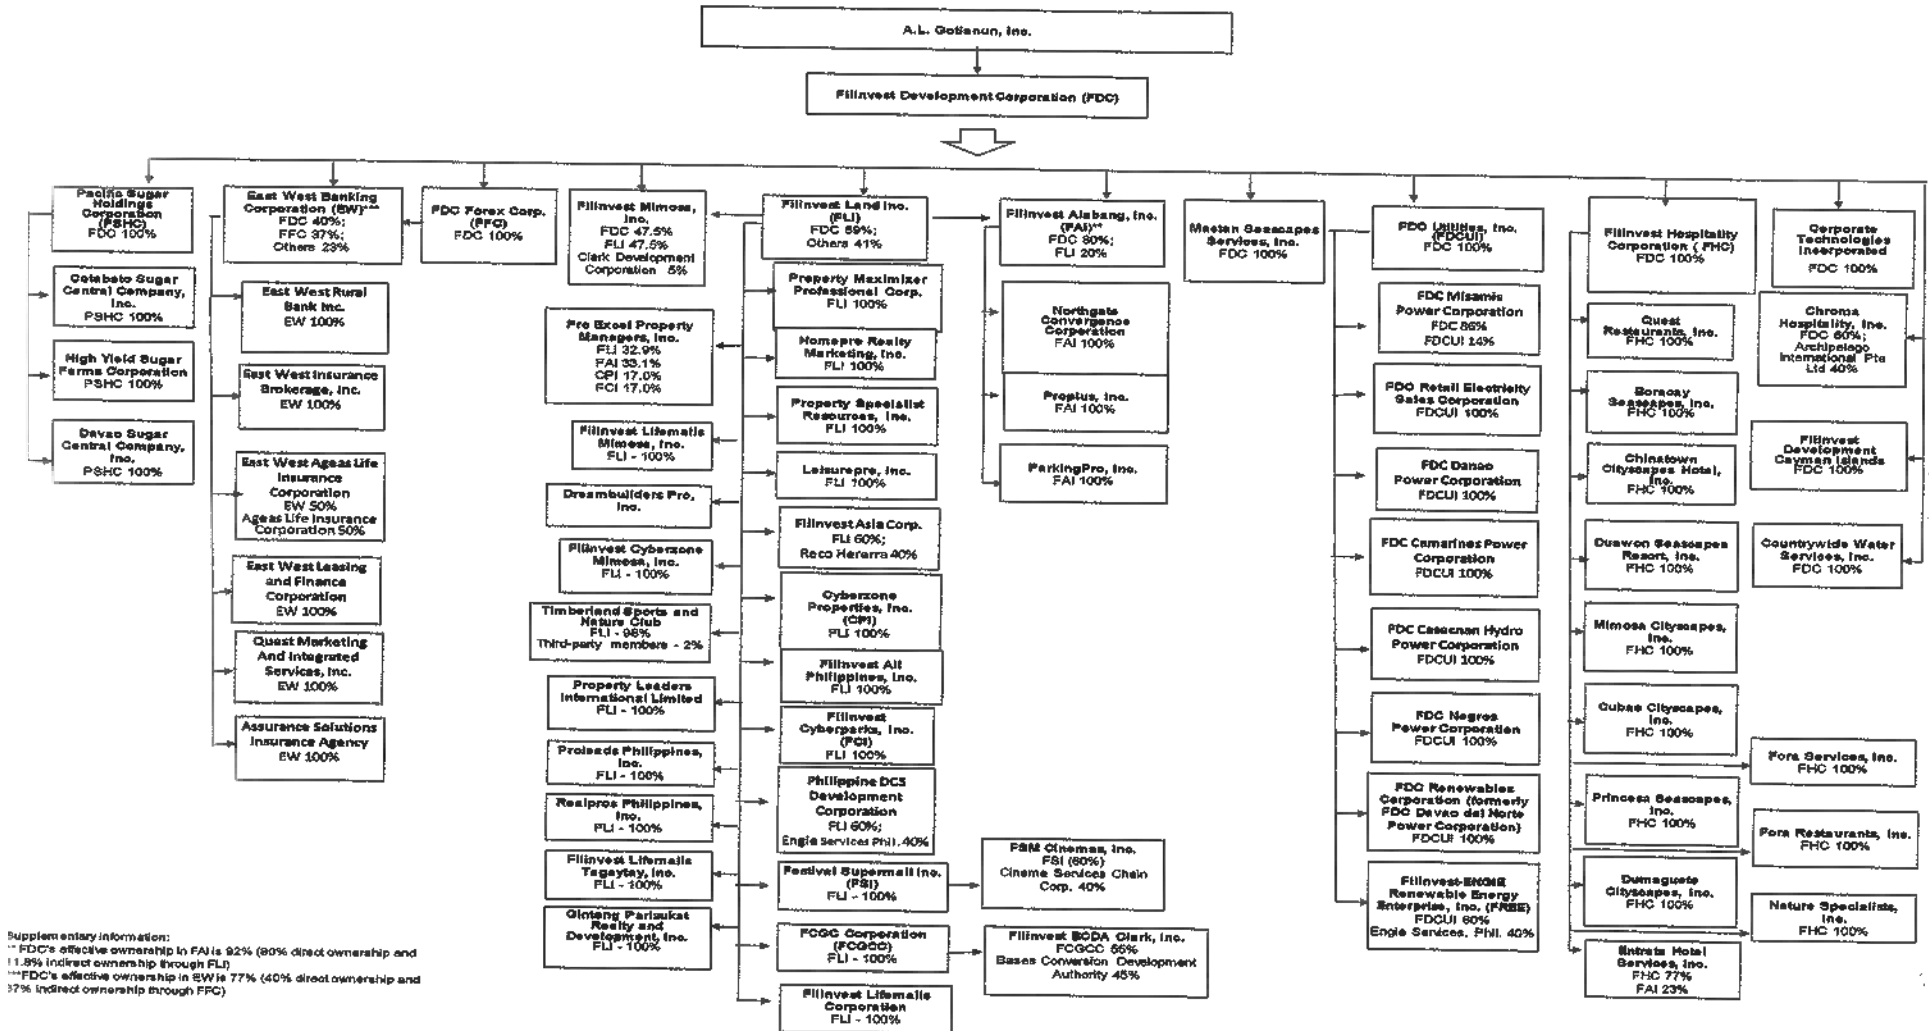 A.L. Gotianun, Inc.
Filinvest Development Corporation (FDC)
Pacific Sugar
Holdings
Corporation
(PSHC)
FDC 100%
Cotabato Sugar
Central Company,
Inc.
PSHC 100%
High Yield Sugar
Farms Corporation
PSHC 100%
Davao Sugar
Central Company,
Inc.
PSHC 100%
East West Banking
Corporation (EW)***
FDC 40%;
FFC 37%;
Others 23%
East West Rural
Bank Inc.
EW 100%
East West Insurance
Brokerage, Inc.
EW 100%
East West Ageas Life
Insurance
Corporation
EW 50%
Ageas Life Insurance
Corporation 50%
East West Leasing
and Finance
Corporation
EW 100%
Quest Marketing
And Integrated
Services, Inc.
EW 100%
Assurance Solutions
Insurance Agency
EW 100%
FDC Forex Corp.
(FFC)
FDC 100%
Filinvest Mimosa,
Inc.
FDC 47.5%
FLI 47.5%
Clark Development
Corporation 5%
Pro Excel Property
Managers, Inc.
FLI 32.9%
FAI 33.1%
CPI 17.0%
FCI 17.0%
Filinvest Lifemalls
Mimosa, Inc.
FLI - 100%
Dreambuilders Pro,
Inc.
Filinvest Cyberzone
Mimosa, Inc.
FLI - 100%
Timberland Sports and
Nature Club
FLI - 98%
Third-party members - 2%
Property Leaders
International Limited
FLI - 100%
Proleads Philippines,
Inc.
FLI - 100%
Realpros Philippines,
Inc.
FLI - 100%
Filinvest Lifemalls
Tagaytay, Inc.
FLI - 100%
Gintong Parisukat
Realty and
Development, Inc.
FLI - 100%
Filinvest Land Inc.
(FLI)
FDC 59%
Others 41%
Property Maximizer
Professional Corp.
FLI 100%
Homepro Realty
Marketing, Inc.
FLI 100%
Property Specialist
Resources, Inc.
FLI 100%
Leisurepro, Inc.
FLI 100%
Filinvest Asia Corp.
FLI 60%;
Reco Herarra 40%
Cyberzone
Properties, Inc.
(CPI)
FLI 100%
Filinvest All
Philippines, Inc.
FLI 100%
Filinvest
Cyberparks, Inc.
(FCI)
FLI 100%
Philippine DCS
Development
Corporation
FLI 60%;
Engie Services Phil. 40%
Festival Supermall Inc.
(FSI)
FLI - 100%
FCGC Corporation
(FCGCC)
FLI - 100%
Filinvest Lifemalls
Corporation
FLI - 100%
Filinvest Alabang, Inc.
(FAI)**
FDC 80%;
FLI 20%
Northgate
Convergence
Corporation
FAI 100%
Proplus, Inc.
FAI 100%
ParkingPro, Inc.
FAI 100%
FSM Cinemas, Inc.
FSI (60%)
Cinema Services Chain
Corp. 40%
Filinvest BCDA Clark, Inc.
FCGCC 55%
Bases Conversion Development
Authority 45%
Mactan Seascapes
Services, Inc.
FDC 100%
FDC Utilities, Inc.
(FDCUI)
FDC 100%
FDC Misamis
Power Corporation
FDC 86%
FDCUI 14%
FDC Retail Electricity
Sales Corporation
FDCUI 100%
FDC Danao
Power Corporation
FDCUI 100%
FDC Camarines Power
Corporation
FDCUI 100%
FDC Casecnan Hydro
Power Corporation
FDCUI 100%
FDC Negros
Power Corporation
FDCUI 100%
FDC Renewables
Corporation (formerly
FDC Davao del Norte
Power Corporation)
FDCUI 100%
Filinvest-ENGIE
Renewable Energy
Enterprise, Inc. (FREE)
FDCUI 60%
Engie Services, Phil. 40%
Filinvest Hospitality
Corporation ( FHC)
FDC 100%
Quest
Restaurants, Inc.
FHC 100%
Boracay
Seascapes, Inc.
FHC 100%
Chinatown
Cityscapes Hotel,
Inc.
FHC 100%
Duawon Seascapes
Resort, Inc.
FHC 100%
Mimosa Cityscapes,
Inc.
FHC 100%
Cubao Cityscapes,
Inc.
FHC 100%
Princesa Seascapes,
Inc.
FHC 100%
Dumaguete
Cityscapes, Inc.
FHC 100%
Entrata Hotel
Services, Inc.
FHC 77%
FAI 23%
Corporate
Technologies
Incorporated
FDC 100%
Chroma
Hospitality, Inc.
FDC 60%;
Archipelago
International Pte
Ltd 40%
Filinvest
Development
Cayman Islands
FDC 100%
Countrywide Water
Services, Inc.
FDC 100%
Fora Services, Inc.
FHC 100%
Fora Restaurants, Inc.
FHC 100%
Nature Specialists,
Inc.
FHC 100%
Supplementary information:
** FDC's effective ownership in FAI is 92% (80% direct ownership and
11.8% indirect ownership through FLI)
***FDC's effective ownership in EW is 77% (40% direct ownership and
37% indirect ownership through FFC)